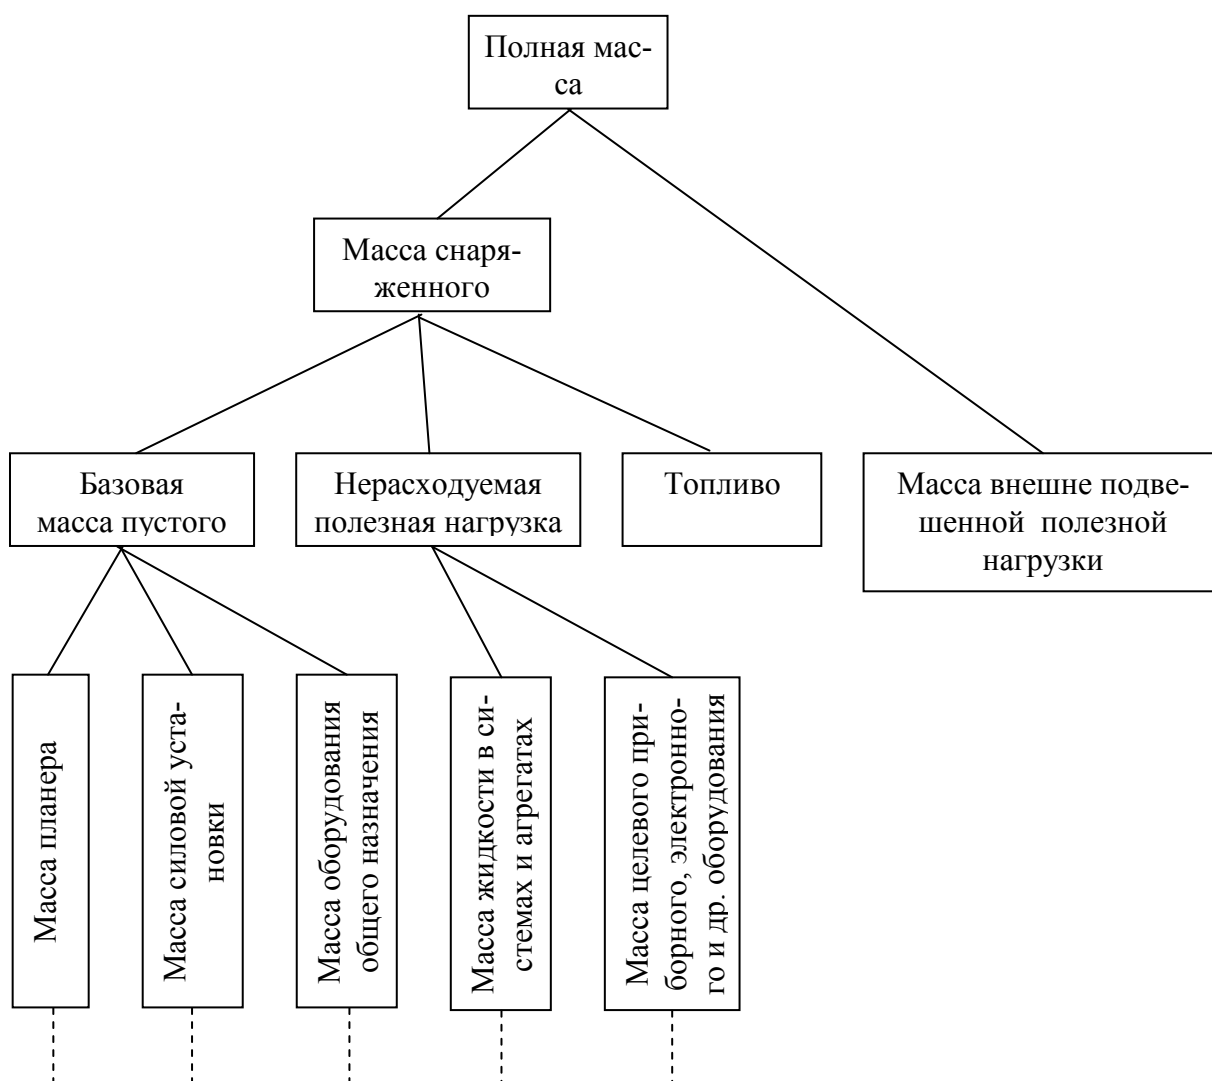 Полная мас-
са
Масса снаря-
женного
Базовая
масса пустого
Нерасходуемая
полезная нагрузка
Топливо
Масса внешне подве-
шенной полезной
нагрузки
Масса планера
Масса силовой уста-
новки
Масса оборудования
общего назначения
Масса жидкости в си-
стемах и агрегатах
Масса целевого при-
борного, электронно-
го и др. оборудования